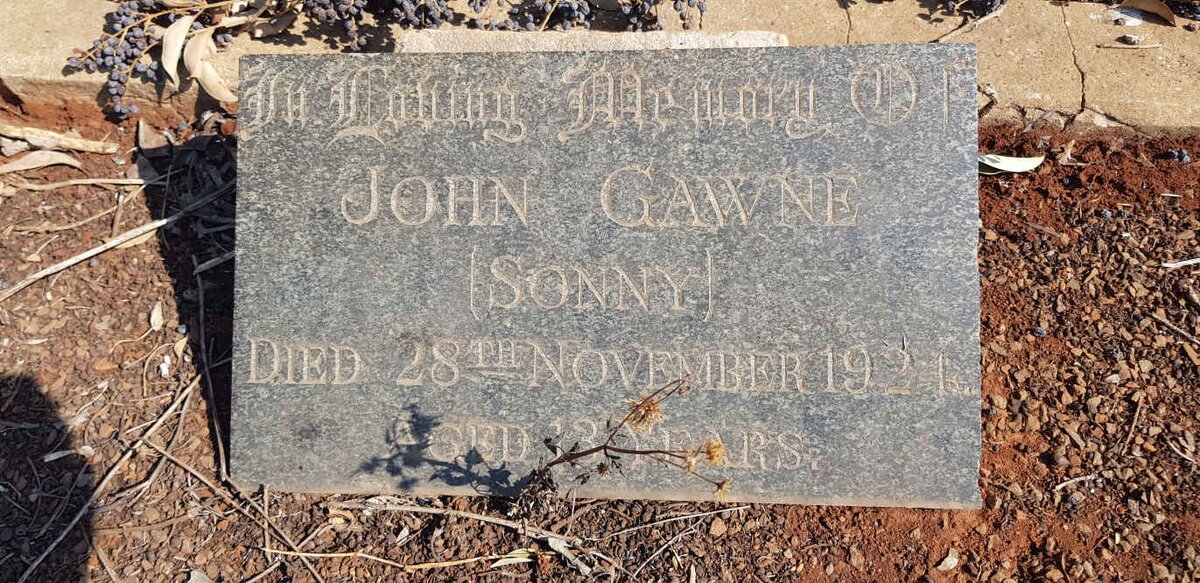 In Loving Memory Of
JOHN GAWNE
(SONNY)
DIED 28TH NOVEMBER 1924.
AGED YEARS.